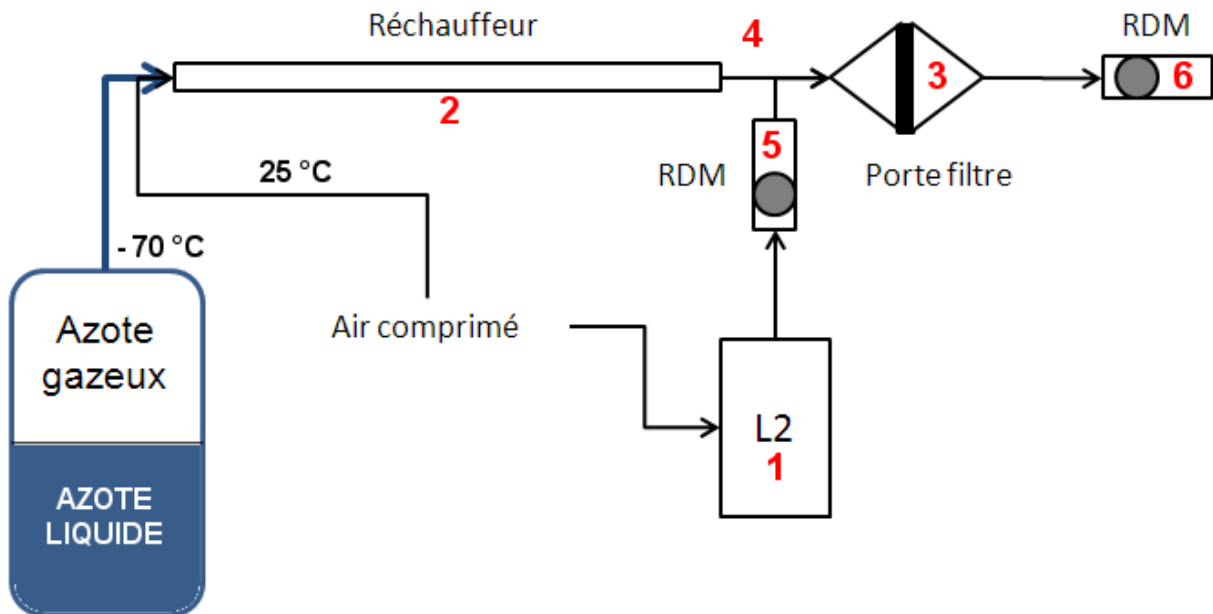 Réchauffeur
4
RDM
3
6
2
5
25 °C
RDM
Porte filtre
- 70 °C
Azote
gazeux
Air comprimé
L2
1
AZOTE
LIQUIDE